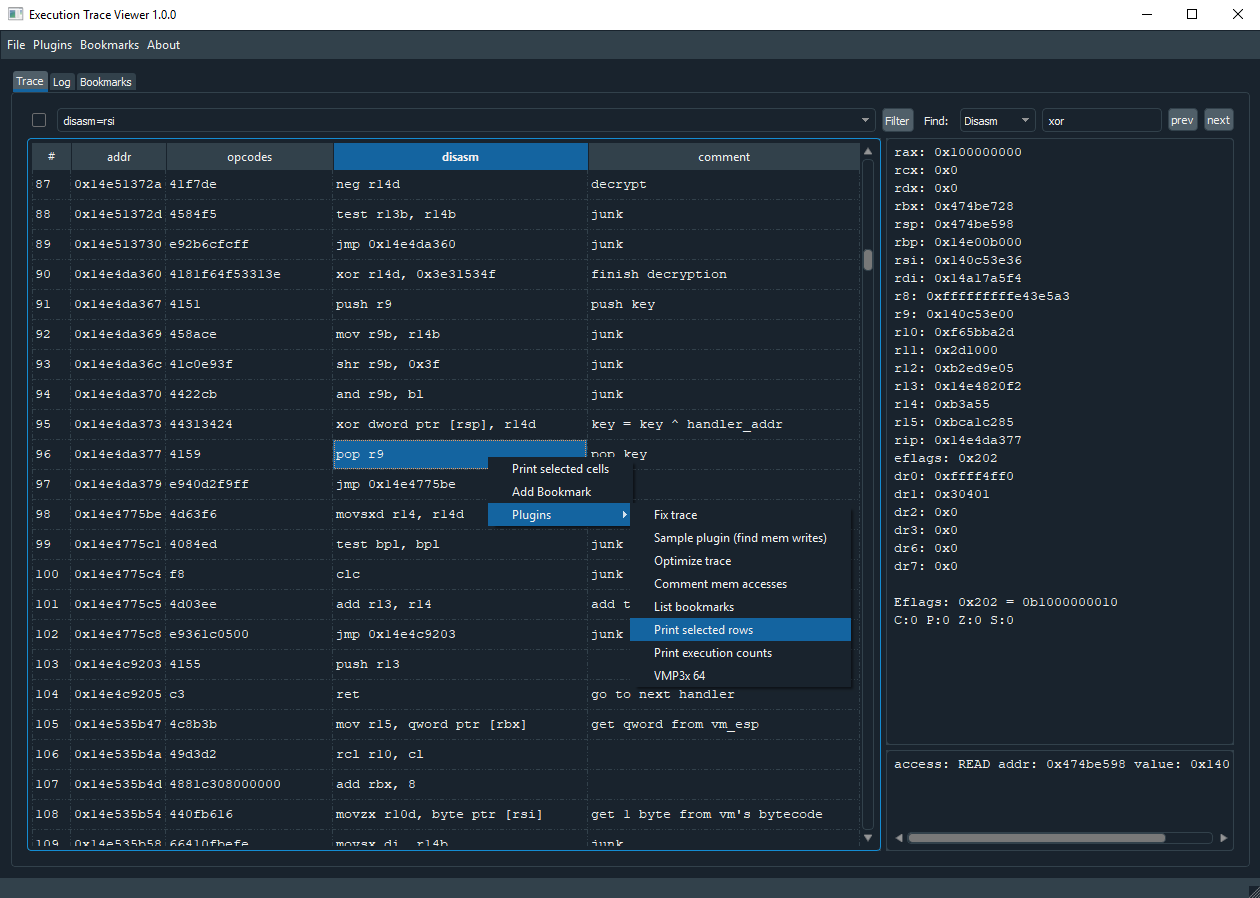 Execution Trace Viewer 1.0.0
File Plugins Bookmarks About
Trace Log Bookmarks
disasm=rsi Filter Find: Disasm xor prev next
# addr opcodes disasm comment
87 0x14e51372a 41f7de neg r14d decrypt
88 0x14e51372d 4584f5 test r13b, r14b junk
89 0x14e513730 e92b6cfcff jmp 0x14e4da360 junk
90 0x14e4da360 4181f64f53313e xor r14d, 0x3e31534f finish decryption
91 0x14e4da367 4151 push r9 push key
92 0x14e4da369 458ace mov r9b, r14b junk
93 0x14e4da36c 41c0e93f shr r9b, 0x3f junk
94 0x14e4da370 4422cb and r9b, bl junk
95 0x14e4da373 44313424 xor dword ptr [rsp], r14d key = key ^ handler_addr
96 0x14e4da377 4159 pop r9 pop key
97 0x14e4da379 e940d2f9ff jmp 0x14e4775be
98 0x14e4775be 4d63f6 movsxd r14, r14d
99 0x14e4775c1 4084ed test bpl, bpl junk
100 0x14e4775c4 f8 clc junk
101 0x14e4775c5 4d03ee add r13, r14 add t
102 0x14e4775c8 e9361c0500 jmp 0x14e4c9203 junk
103 0x14e4c9203 4155 push r13
104 0x14e4c9205 c3 ret go to next handler
105 0x14e535b47 4c8b3b mov r15, qword ptr [rbx] get qword from vm_esp
106 0x14e535b4a 49d3d2 rcl r10, cl
107 0x14e535b4d 4881c308000000 add rbx, 8
108 0x14e535b54 440fb616 movzx r10d, byte ptr [rsi] get 1 byte from vm's bytecode
109 0x14e535b58 66410fbefe movsx di, r14b junk
Print selected cells
Add Bookmark
Plugins
Fix trace
Sample plugin (find mem writes)
Optimize trace
Comment mem accesses
List bookmarks
Print selected rows
Print execution counts
VMP3x 64
rax: 0x100000000
rcx: 0x0
rdx: 0x0
rbx: 0x474be728
rsp: 0x474be598
rbp: 0x14e00b000
rsi: 0x140c53e36
rdi: 0x14a17a5f4
r8: 0xfffffffffe43e5a3
r9: 0x140c53e00
r10: 0xf65bba2d
r11: 0x2d1000
r12: 0xb2ed9e05
r13: 0x14e4820f2
r14: 0xb3a55
r15: 0xbca1c285
rip: 0x14e4da377
eflags: 0x202
dr0: 0xffff4ff0
dr1: 0x30401
dr2: 0x0
dr3: 0x0
dr6: 0x0
dr7: 0x0
Eflags: 0x202 = 0b1000000010
C:0 P:0 Z:0 S:0
access: READ addr: 0x474be598 value: 0x140